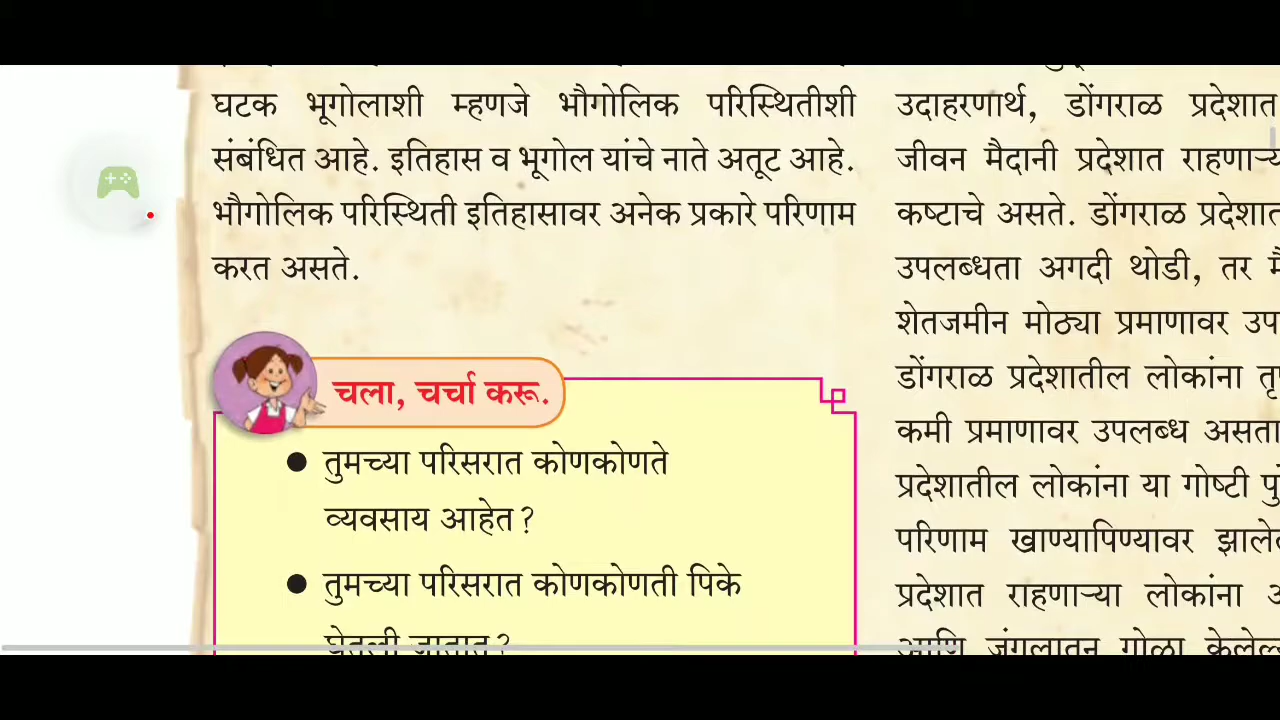 घटक भूगोलाशी म्हणजे भौगोलिक परिस्थितीशी
संबंधित आहे. इतिहास व भूगोल यांचे नाते अतूट आहे.
भौगोलिक परिस्थिती इतिहासावर अनेक प्रकारे परिणाम
करत असते.
चला, चर्चा करू.
● तुमच्या परिसरात कोणकोणते
व्यवसाय आहेत?
● तुमच्या परिसरात कोणकोणती पिके
घेतली जातात?
उदाहरणार्थ, डोंगराळ प्रदेशात
जीवन मैदानी प्रदेशात
कष्टाचे असते. डोंगराळ
उपलब्धता अगदी थोडी, तर
शेतजमीन मोठ्या प्रमाणावर
डोंगराळ प्रदेशातील लोकांना
कमी प्रमाणावर उपलब्ध
प्रदेशातील लोकांना या गोष्टी
परिणाम खाण्यापिण्यावर
प्रदेशात राहणाऱ्या लोकांना
आणि जंगलातून गोळा